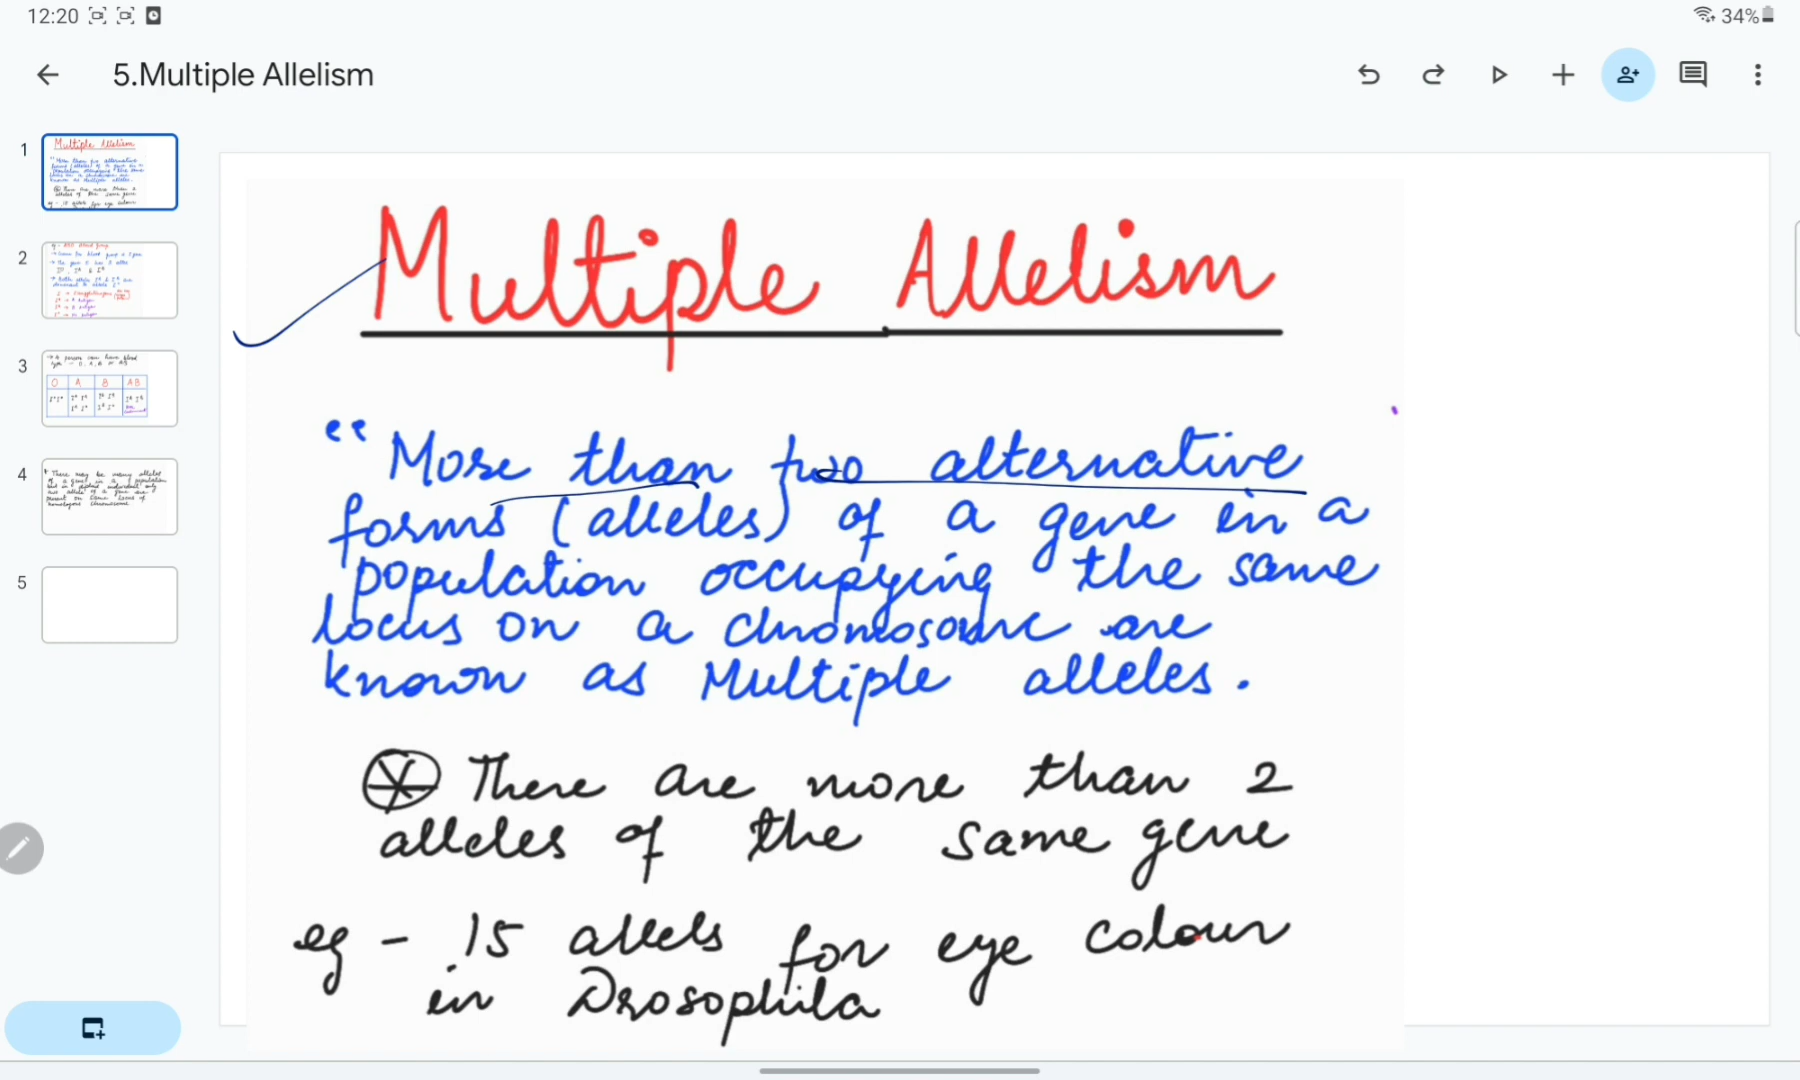 12:20
34%
5.Multiple Allelism
1
2
3
4
5
Multiple Allelism
"More than two alternative
forms (alleles) of a gene in a
population occupying the same
locus on a chromosome are
known as Multiple alleles.
There are more than 2
alleles of the same gene
eg - 15 allels for eye colour
in Drosophila